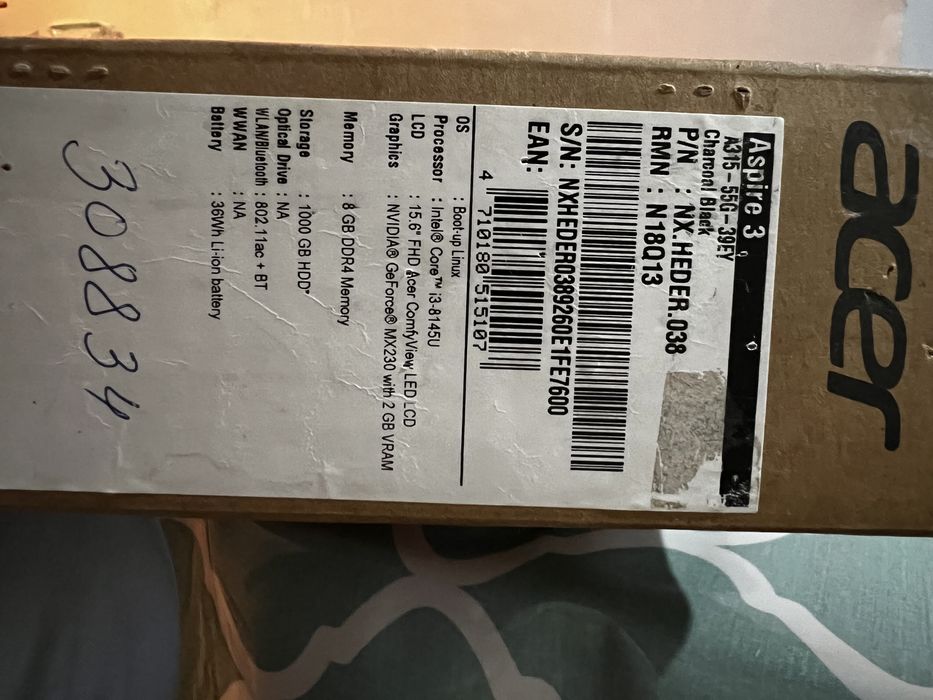 acer
Aspire 3
A315-55G-39EY
Charcoal Black
P/N : NX.HEDER.038
RMN : N18Q13
S/N: NXHEDER0389260E1FE7600
EAN:
4 710180 515107
OS : Boot-up Linux
Processor : Intel® Core™ i3-8145U
LCD : 15.6" FHD Acer ComfyView LED LCD
Graphics : NVIDIA® GeForce® MX230 with 2 GB VRAM
Memory : 8 GB DDR4 Memory
Storage : 1000 GB HDD*
Optical Drive : NA
WLAN/Bluetooth : 802.11ac + BT
WWAN : NA
Battery : 36Wh Li-ion battery
308834